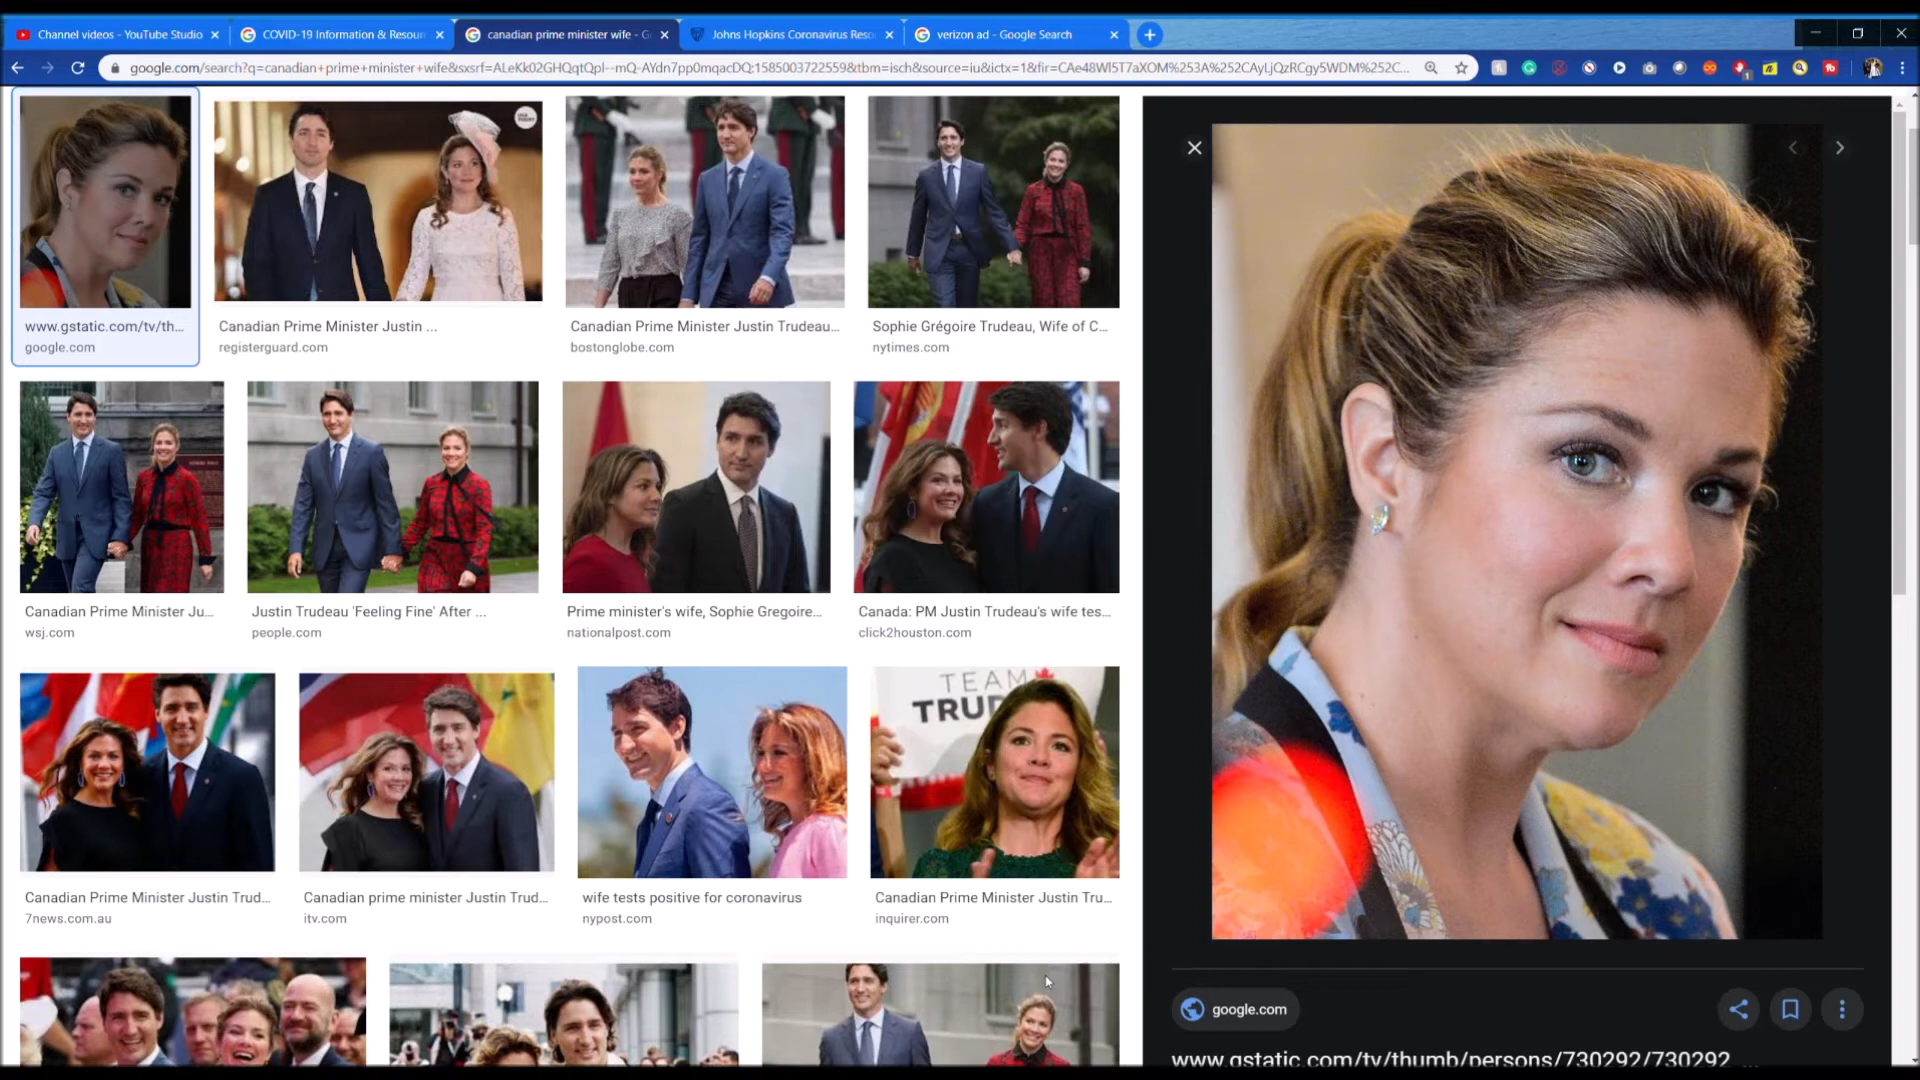 Channel videos - YouTube Studio
COVID-19 Information & Resour
canadian prime minister wife - G
Johns Hopkins Coronavirus Reso
verizon ad - Google Search
google.com/search?q=canadian+prime+minister+wife&sxsrf=ALeKk02GHQqtQpl--mQ-AYdn7pp0mqacDQ:1585003722559&tbm=isch&source=iu&ictx=1&fir=CAe48Wl5T7aXOM%253A%252CAyLjQzRCgy5WDM%252C...
www.gstatic.com/tv/th...
google.com
Canadian Prime Minister Justin ...
registerguard.com
Canadian Prime Minister Justin Trudeau...
bostonglobe.com
Sophie Grégoire Trudeau, Wife of C...
nytimes.com
Canadian Prime Minister Ju...
wsj.com
Justin Trudeau 'Feeling Fine' After ...
people.com
Prime minister's wife, Sophie Gregoire...
nationalpost.com
Canada: PM Justin Trudeau's wife tes...
click2houston.com
TEAM
TRUD
Canadian Prime Minister Justin Trud...
7news.com.au
Canadian prime minister Justin Trud...
itv.com
wife tests positive for coronavirus
nypost.com
Canadian Prime Minister Justin Tru...
inquirer.com
google.com
www.gstatic.com/tv/thumb/persons/730292/730292 ...